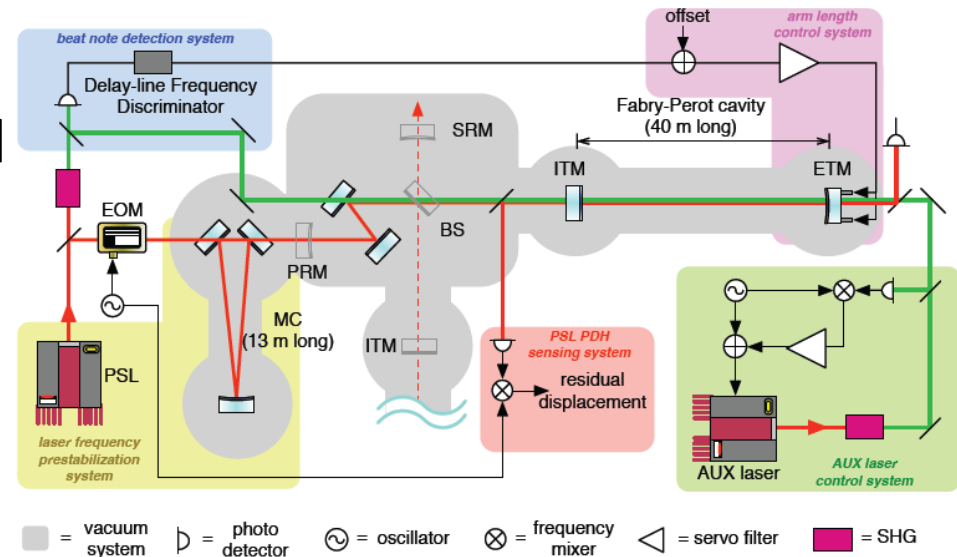 beat note detection system
offset
arm length
control system
Delay-line Frequency
Discriminator
Fabry-Perot cavity
(40 m long)
SRM
ITM
ETM
EOM
BS
PRM
MC
(13 m long)
ITM
PSL PDH
sensing system
PSL
residual
displacement
laser frequency
prestabilization
system
AUX laser
AUX laser
control system
= vacuum
system
= photo
detector
= oscillator
= frequency
mixer
= servo filter
= SHG